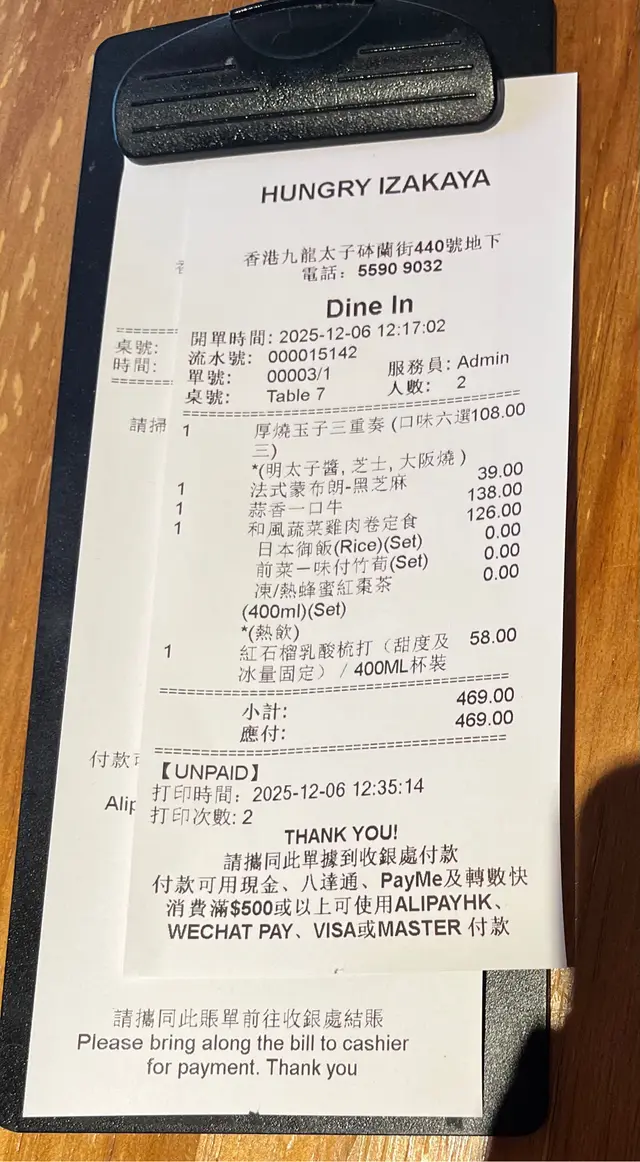 HUNGRY IZAKAYA
香港九龍太子砵蘭街440號地下
電話: 5590 9032
Dine In
開單時間: 2025-12-06 12:17:02
流水號: 000015142
單號: 00003/1 服務員: Admin
桌號: Table 7 人數: 2
1 厚燒玉子三重奏 (口味六選108.00
三)
*(明太子醬, 芝士, 大阪燒 )
1 法式蒙布朗-黑芝麻 39.00
1 蒜香一口牛 138.00
1 和風蔬菜雞肉卷定食 126.00
日本御飯(Rice)(Set) 0.00
前菜一味付竹荀(Set) 0.00
凍/熱蜂蜜紅棗茶 0.00
(400ml)(Set)
*(熱飲)
1 紅石榴乳酸梳打（甜度及 58.00
冰量固定） / 400ML杯裝
小計: 469.00
應付: 469.00
【UNPAID】
打印時間: 2025-12-06 12:35:14
打印次數: 2
THANK YOU!
請攜同此單據到收銀處付款
付款可用現金、八達通、PayMe及轉數快
消費滿$500或以上可使用ALIPAYHK、
WECHAT PAY、VISA或MASTER 付款
桌號:
時間:
請掃
付款
Alip
請攜同此賬單前往收銀處結賬
Please bring along the bill to cashier
for payment. Thank you